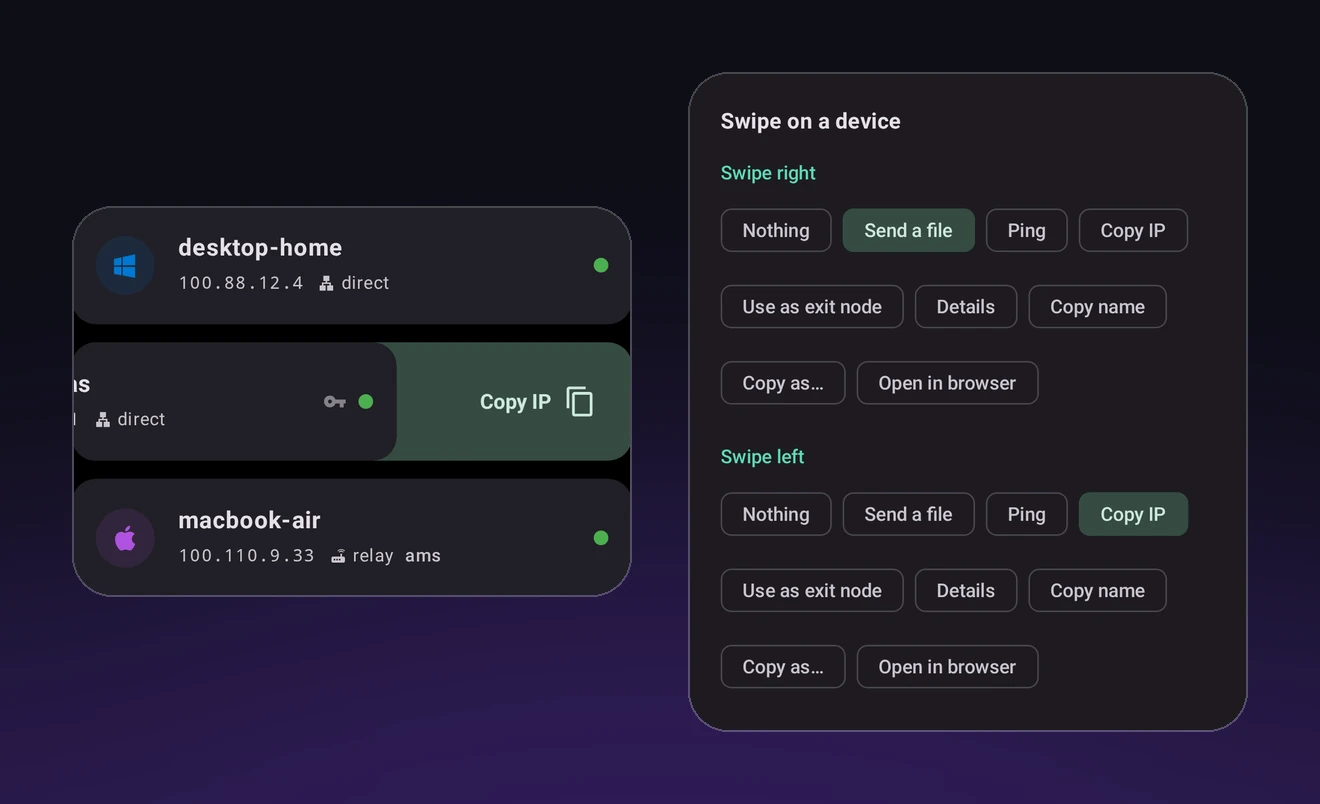 desktop-home
100.88.12.4 direct
direct
Copy IP
macbook-air
100.110.9.33 relay ams
Swipe on a device
Swipe right
Nothing Send a file Ping Copy IP
Use as exit node Details Copy name
Copy as... Open in browser
Swipe left
Nothing Send a file Ping Copy IP
Use as exit node Details Copy name
Copy as... Open in browser